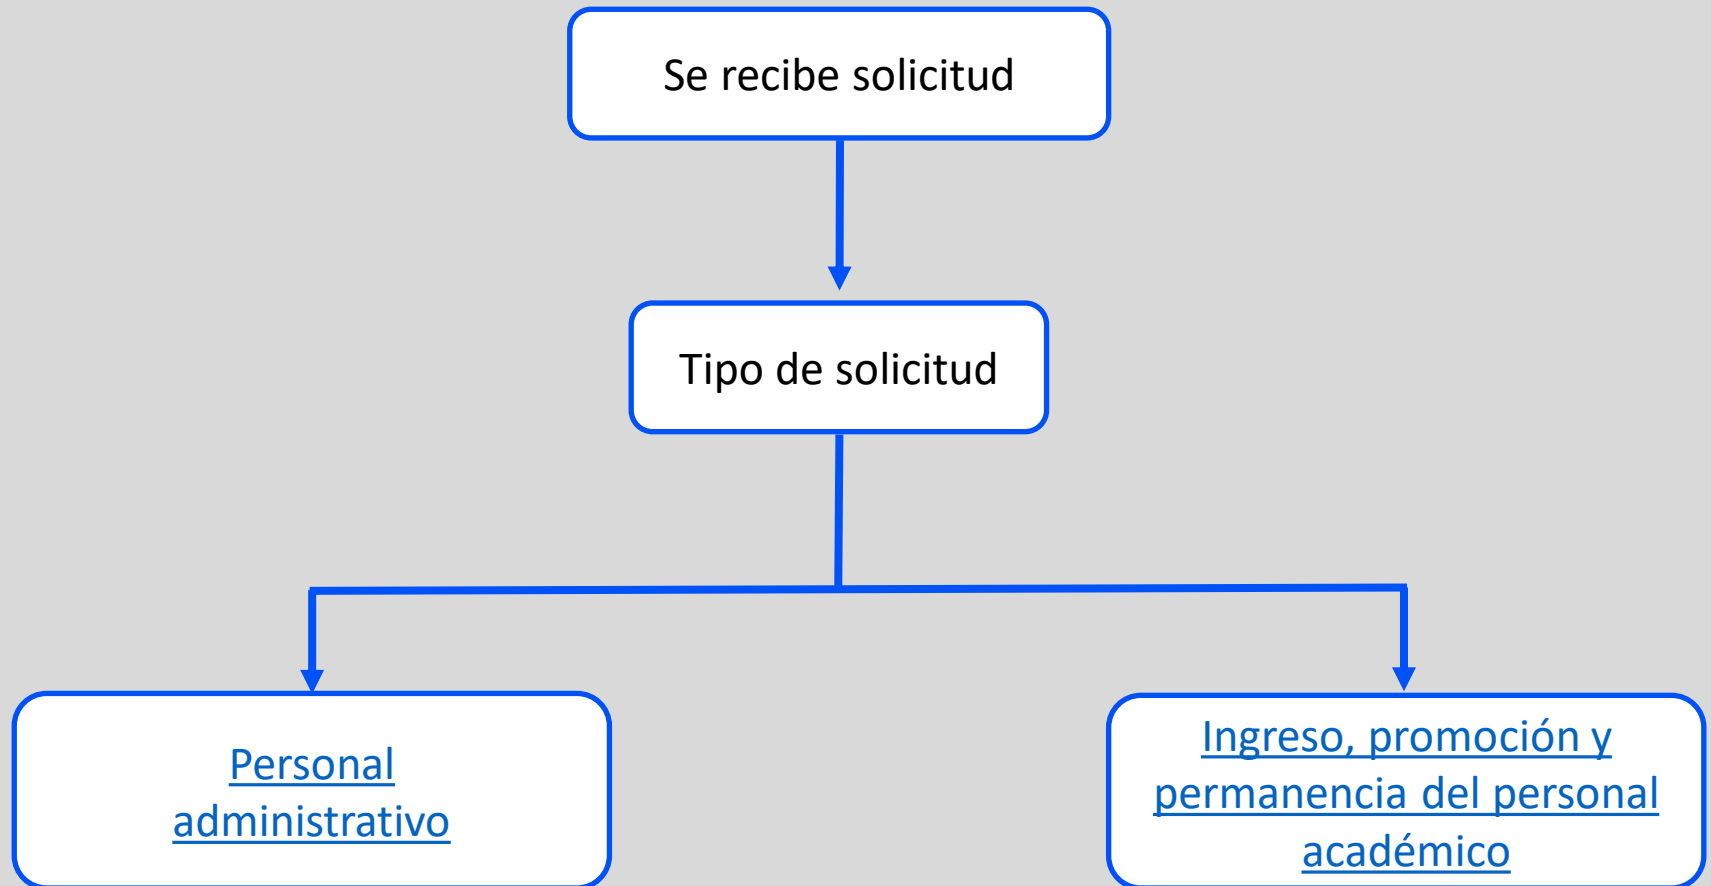 Se recibe solicitud
Tipo de solicitud
Personal
administrativo
Ingreso, promoción y
permanencia del personal
académico